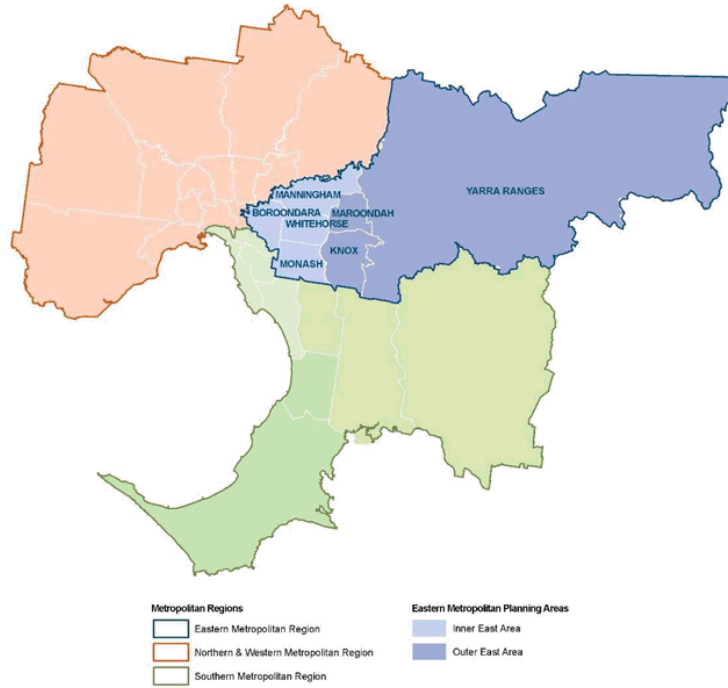 YARRA RANGES
MANNINGHAM
BOROONDARA
MAROONDAH
WHITEHORSE
KNOX
MONASH
Metropolitan Regions
Eastern Metropolitan Region
Northern & Western Metropolitan Region
Southern Metropolitan Region
Eastern Metropolitan Planning Areas
Inner East Area
Outer East Area